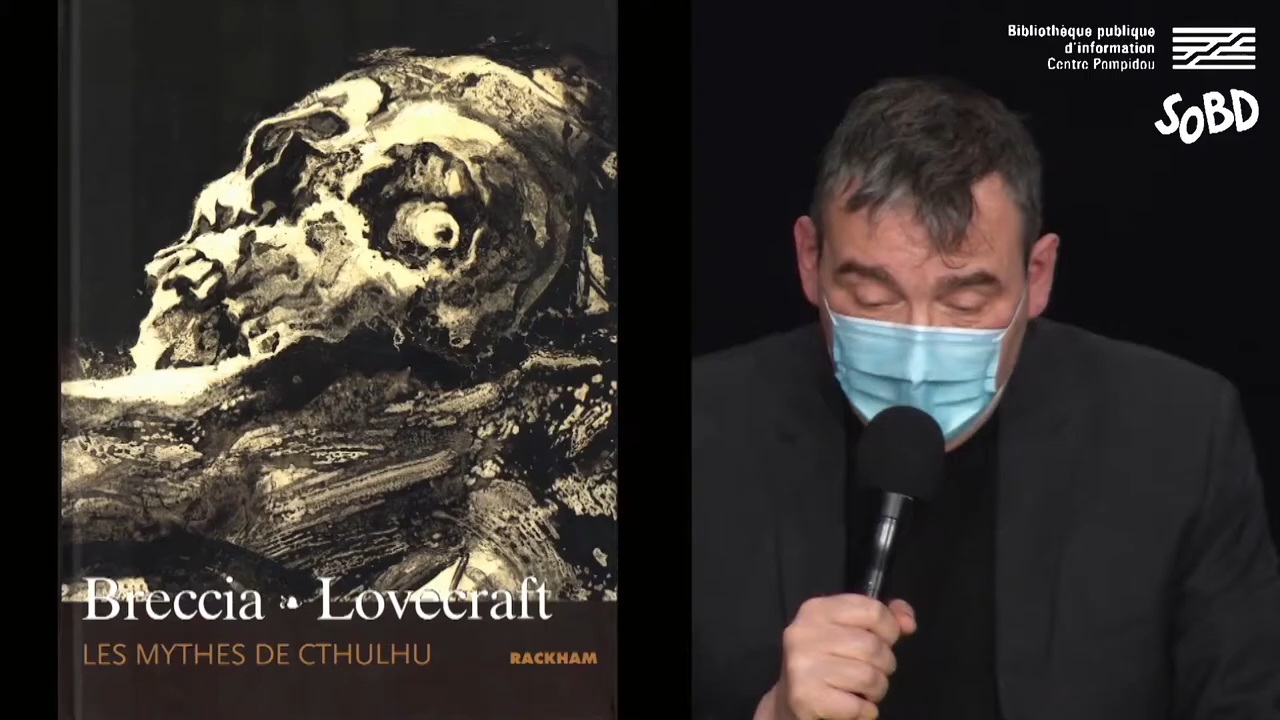 Breccia ❧ Lovecraft
LES MYTHES DE CTHULHU
RACKHAM
Bibliothèque publique
d'information
Centre Pompidou
SOBD